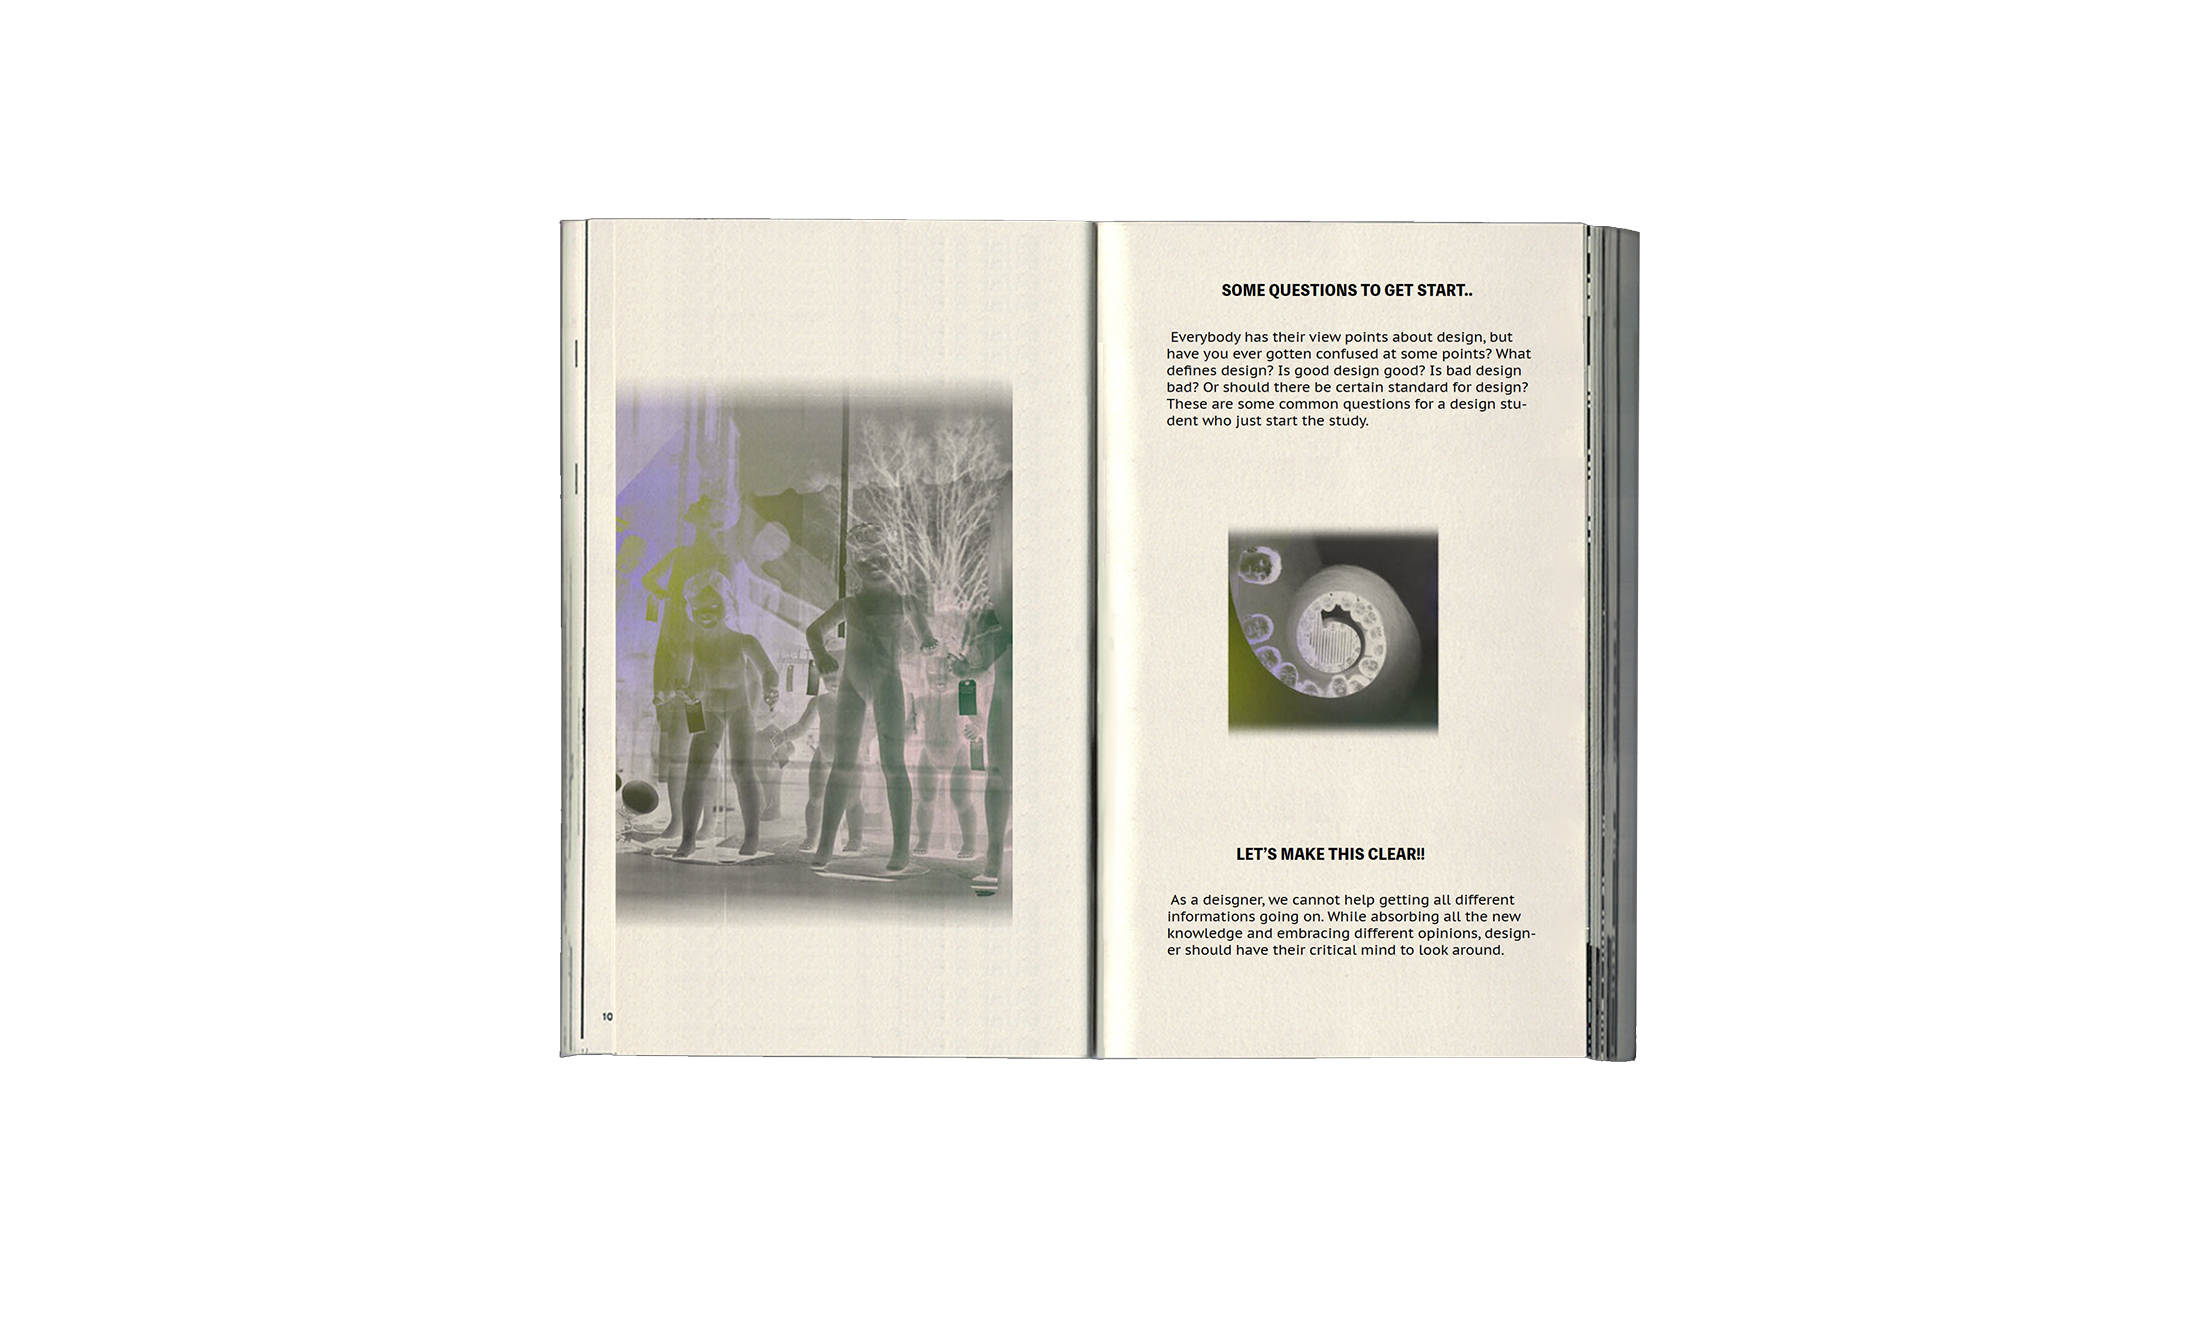 10
SOME QUESTIONS TO GET START..
Everybody has their view points about design, but
have you ever gotten confused at some points? What
defines design? Is good design good? Is bad design
bad? Or should there be certain standard for design?
These are some common questions for a design stu-
dent who just start the study.
LET'S MAKE THIS CLEAR!!
As a deisgner, we cannot help getting all different
informations going on. While absorbing all the new
knowledge and embracing different opinions, design-
er should have their critical mind to look around.